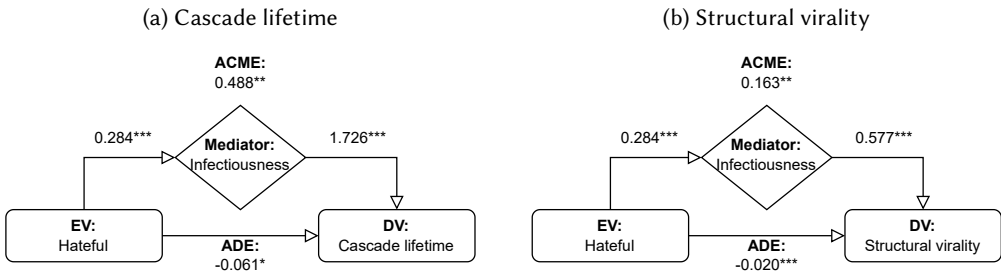 (a) Cascade lifetime
ACME:
0.488**
0.284***
1.726***
Mediator:
Infectiousness
EV:
Hateful
DV:
Cascade lifetime
ADE:
-0.061*
(b) Structural virality
ACME:
0.163**
0.284***
0.577***
Mediator:
Infectiousness
EV:
Hateful
DV:
Structural virality
ADE:
-0.020***